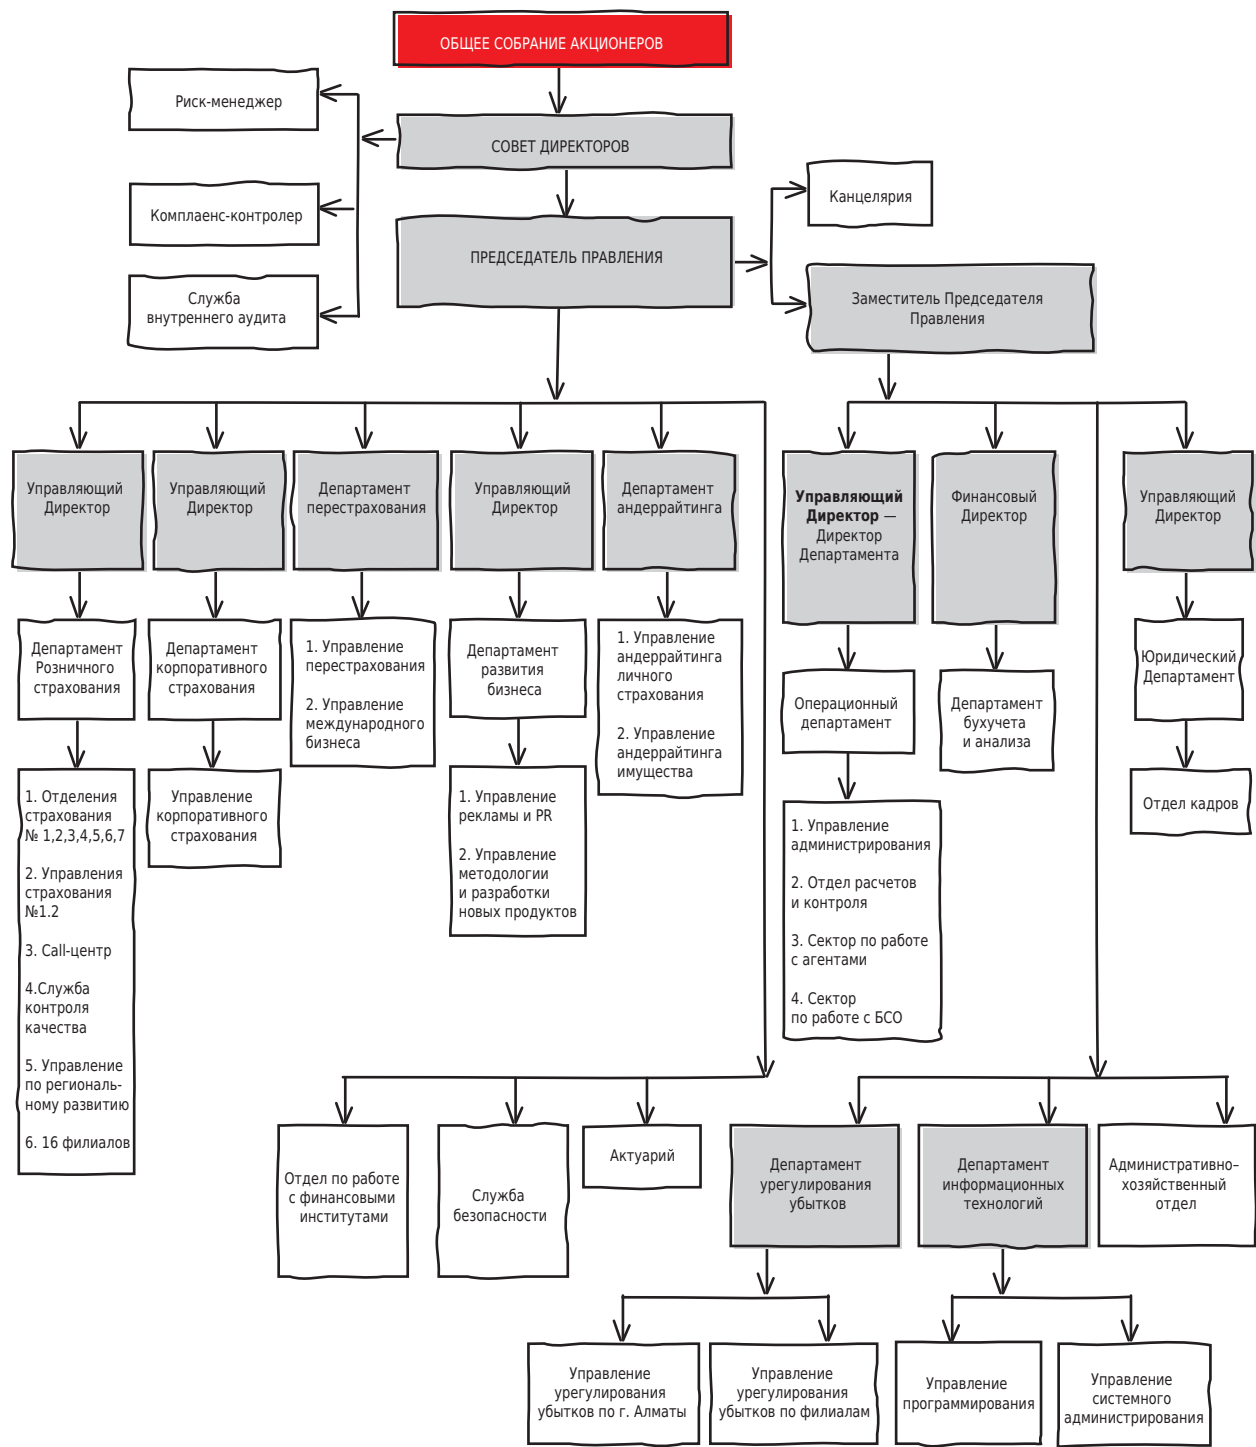 ОБЩЕЕ СОБРАНИЕ АКЦИОНЕРОВ
Риск-менеджер
СОВЕТ ДИРЕКТОРОВ
Комплаенс-контролер
Канцелярия
ПРЕДСЕДАТЕЛЬ ПРАВЛЕНИЯ
Служба
внутреннего аудита
Заместитель Председателя
Правления
Управляющий
Директор
Управляющий
Директор
Департамент
перестрахования
Управляющий
Директор
Департамент
андеррайтинга
Управляющий
Директор —
Директор
Департамента
Финансовый
Директор
Управляющий
Директор
Департамент
Розничного
страхования
Департамент
корпоративного
страхования
1. Управление
перестрахования
2. Управление
международного
бизнеса
Департамент
развития
бизнеса
1. Управление
андеррайтинга
личного
страхования
2. Управление
андеррайтинга
имущества
Операционный
департамент
Департамент
бухучета
и анализа
Юридический
Департамент
1. Отделения
страхования
№ 1,2,3,4,5,6,7
2. Управления
страхования
№1.2
3. Call-центр
4.Служба
контроля
качества
5. Управление
по региональ-
ному развитию
6. 16 филиалов
Управление
корпоративного
страхования
1. Управление
рекламы и PR
2. Управление
методологии
и разработки
новых продуктов
1. Управление
администрирования
2. Отдел расчетов
и контроля
3. Сектор по работе
с агентами
4. Сектор
по работе с БСО
Отдел кадров
Отдел по работе
с финансовыми
институтами
Служба
безопасности
Актуарий
Департамент
урегулирования
убытков
Департамент
информационных
технологий
Административно–
хозяйственный
отдел
Управление
урегулирования
убытков по г. Алматы
Управление
урегулирования
убытков по филиалам
Управление
программирования
Управление
системного
администрирования